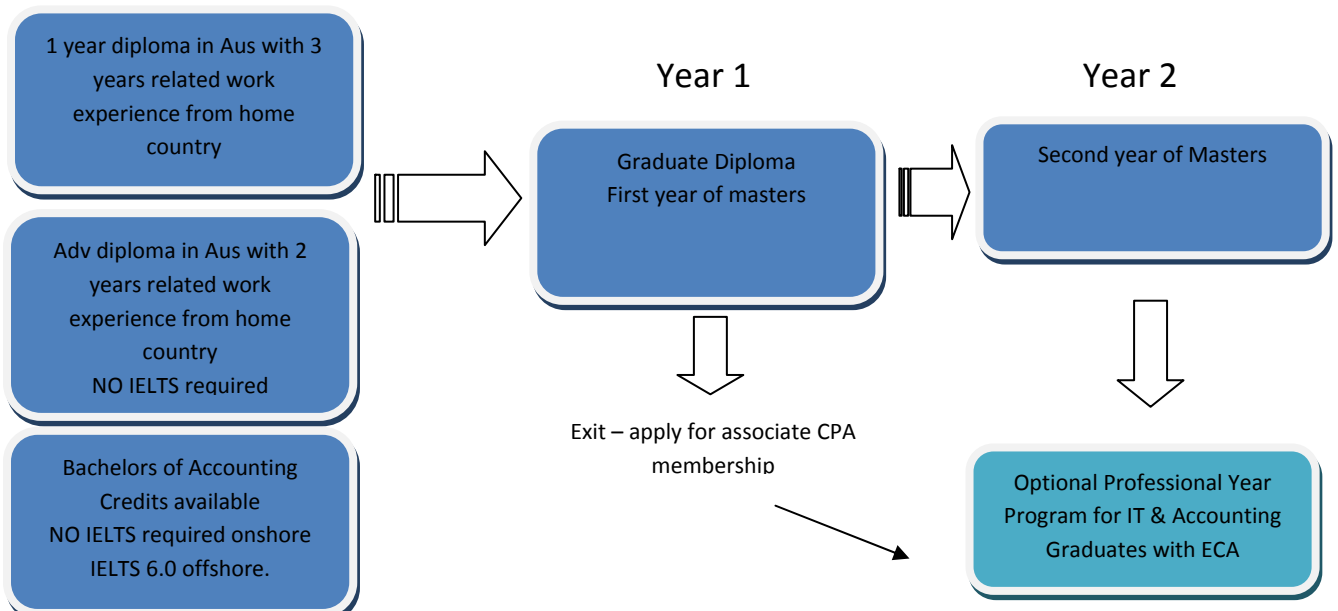 1 year diploma in Aus with 3
years related work
experience from home
country
Adv diploma in Aus with 2
years related work
experience from home
country
NO IELTS required
Bachelors of Accounting
Credits available
NO IELTS required onshore
IELTS 6.0 offshore.
Year 1
Graduate Diploma
First year of masters
Exit – apply for associate CPA
membership
Year 2
Second year of Masters
Optional Professional Year
Program for IT & Accounting
Graduates with ECA